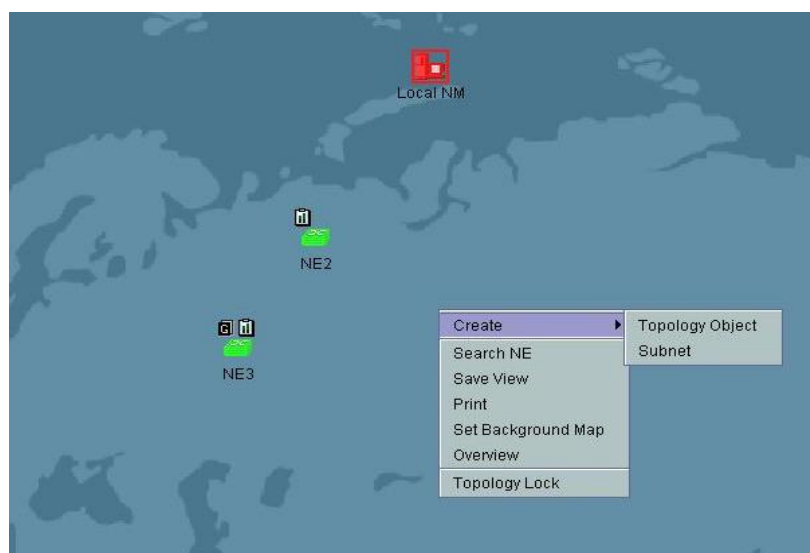 Local NM
NE2
G
NE3
Create
Topology Object
Subnet
Search NE
Save View
Print
Set Background Map
Overview
Topology Lock